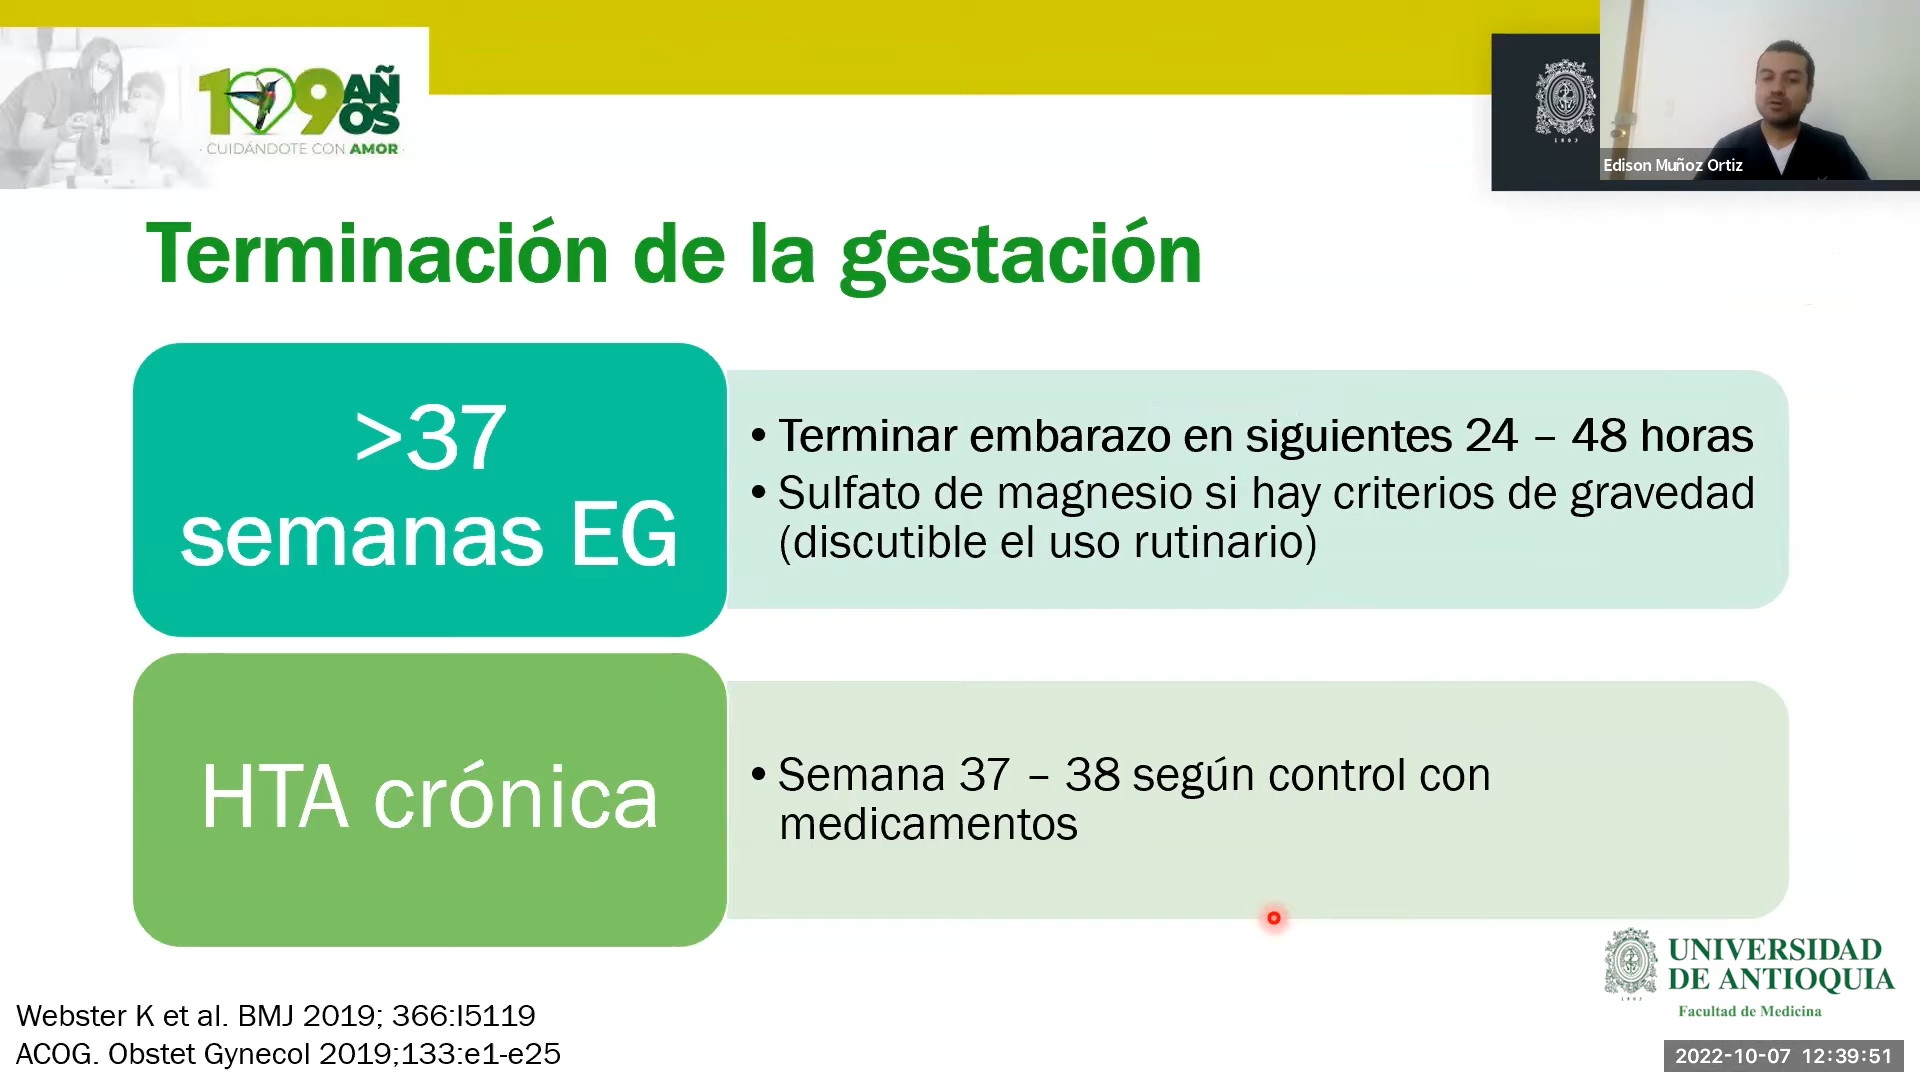 109 AÑOS
· CUIDÁNDOTE CON AMOR ·
1803
Edison Muñoz Ortiz
Terminación de la gestación
>37
semanas EG
• Terminar embarazo en siguientes 24 – 48 horas
• Sulfato de magnesio si hay criterios de gravedad
(discutible el uso rutinario)
HTA crónica
• Semana 37 – 38 según control con
medicamentos
1803
UNIVERSIDAD
DE ANTIOQUIA
Facultad de Medicina
Webster K et al. BMJ 2019; 366:l5119
ACOG. Obstet Gynecol 2019;133:e1-e25
2022-10-07 12:39:51